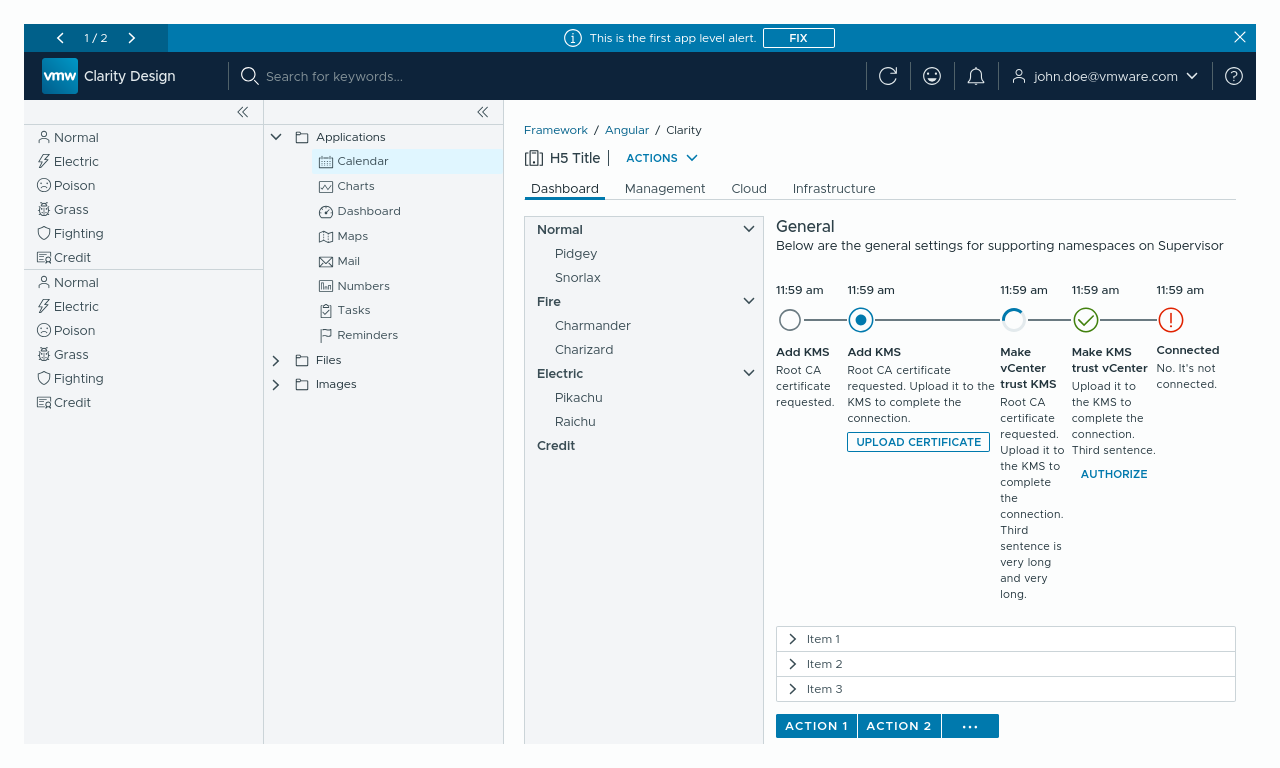 1 / 2
This is the first app level alert.
FIX
vmw
Clarity Design
Search for keywords...
john.doe@vmware.com
Normal
Electric
Poison
Grass
Fighting
Credit
Normal
Electric
Poison
Grass
Fighting
Credit
Applications
Calendar
Charts
Dashboard
Maps
Mail
Numbers
Tasks
Reminders
Files
Images
Framework / Angular / Clarity
H5 Title
ACTIONS
Dashboard
Management
Cloud
Infrastructure
Normal
Pidgey
Snorlax
Fire
Charmander
Charizard
Electric
Pikachu
Raichu
Credit
General
Below are the general settings for supporting namespaces on Supervisor
11:59 am
Add KMS
Root CA
certificate
requested.
11:59 am
Add KMS
Root CA certificate
requested. Upload it to the
KMS to complete the
connection.
UPLOAD CERTIFICATE
11:59 am
Make
vCenter
trust KMS
Root CA
certificate
requested.
Upload it to
the KMS to
complete
the
connection.
Third
sentence is
very long
and very
long.
11:59 am
Make KMS
trust vCenter
Upload it to
the KMS to
complete the
connection.
Third sentence.
AUTHORIZE
11:59 am
Connected
No. It's not
connected.
Item 1
Item 2
Item 3
ACTION 1
ACTION 2